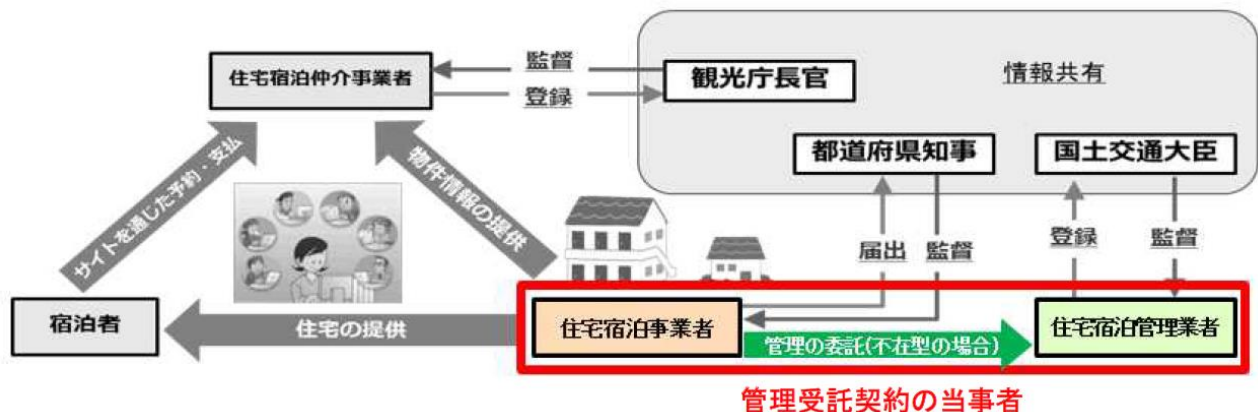 住宅宿泊仲介事業者
監督
登録
観光庁長官
情報共有
都道府県知事
国土交通大臣
サイトを通じた予約・支払
物件情報の提供
届出
監督
登録
監督
宿泊者
住宅の提供
住宅宿泊事業者
管理の委託(不在型の場合)
住宅宿泊管理業者
管理受託契約の当事者